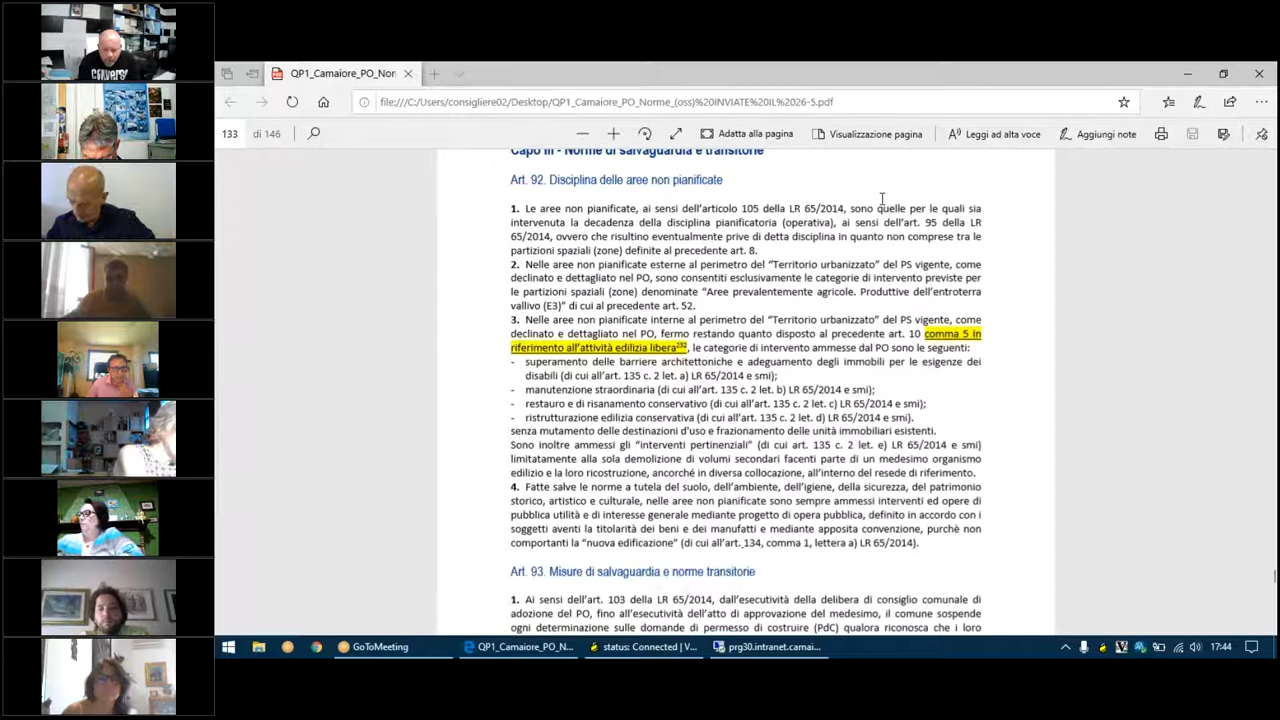 CONVERSE
QP1_Camaiore_PO_Norm
file:///C:/Users/consigliere02/Desktop/QP1_Camaiore_PO_Norme_(oss)%20INVIATE%20IL%2026-5.pdf
133 di 146
Adatta alla pagina
Visualizzazione pagina
Leggi ad alta voce
Aggiungi note
Capo III - Norme di salvaguardia e transitorie
Art. 92. Disciplina delle aree non pianificate
1. Le aree non pianificate, ai sensi dell'articolo 105 della LR 65/2014, sono quelle per le quali sia
intervenuta la decadenza della disciplina pianificatoria (operativa), ai sensi dell'art. 95 della LR
65/2014, ovvero che risultino eventualmente prive di detta disciplina in quanto non comprese tra le
partizioni spaziali (zone) definite al precedente art. 8.
2. Nelle aree non pianificate esterne al perimetro del "Territorio urbanizzato" del PS vigente, come
declinato e dettagliato nel PO, sono consentiti esclusivamente le categorie di intervento previste per
le partizioni spaziali (zone) denominate "Aree prevalentemente agricole. Produttive dell'entroterra
vallivo (E3)" di cui al precedente art. 52.
3. Nelle aree non pianificate interne al perimetro del "Territorio urbanizzato" del PS vigente, come
declinato e dettagliato nel PO, fermo restando quanto disposto al precedente art. 10 comma 5 in
riferimento all'attività edilizia libera252, le categorie di intervento ammesse dal PO sono le seguenti:
- superamento delle barriere architettoniche e adeguamento degli immobili per le esigenze dei
disabili (di cui all'art. 135 c. 2 let. a) LR 65/2014 e smi);
- manutenzione straordinaria (di cui all'art. 135 c. 2 let. b) LR 65/2014 e smi);
- restauro e di risanamento conservativo (di cui all'art. 135 c. 2 let. c) LR 65/2014 e smi);
- ristrutturazione edilizia conservativa (di cui all'art. 135 c. 2 let. d) LR 65/2014 e smi).
senza mutamento delle destinazioni d'uso e frazionamento delle unità immobiliari esistenti.
Sono inoltre ammessi gli "interventi pertinenziali" (di cui art. 135 c. 2 let. e) LR 65/2014 e smi)
limitatamente alla sola demolizione di volumi secondari facenti parte di un medesimo organismo
edilizio e la loro ricostruzione, ancorché in diversa collocazione, all'interno del resede di riferimento.
4. Fatte salve le norme a tutela del suolo, dell'ambiente, dell'igiene, della sicurezza, del patrimonio
storico, artistico e culturale, nelle aree non pianificate sono sempre ammessi interventi ed opere di
pubblica utilità e di interesse generale mediante progetto di opera pubblica, definito in accordo con i
soggetti aventi la titolarità dei beni e dei manufatti e mediante apposita convenzione, purchè non
comportanti la "nuova edificazione" (di cui all'art. 134, comma 1, lettera a) LR 65/2014).
Art. 93. Misure di salvaguardia e norme transitorie
1. Ai sensi dell'art. 103 della LR 65/2014, dall'esecutività della delibera di consiglio comunale di
adozione del PO, fino all'esecutività dell'atto di approvazione del medesimo, il comune sospende
ogni determinazione sulle domande di permesso di costruire (PdC) qualora riconosca che i loro
GoToMeeting
QP1_Camaiore_PO_N...
status: Connected | V...
prg30.intranet.camai...
17:44